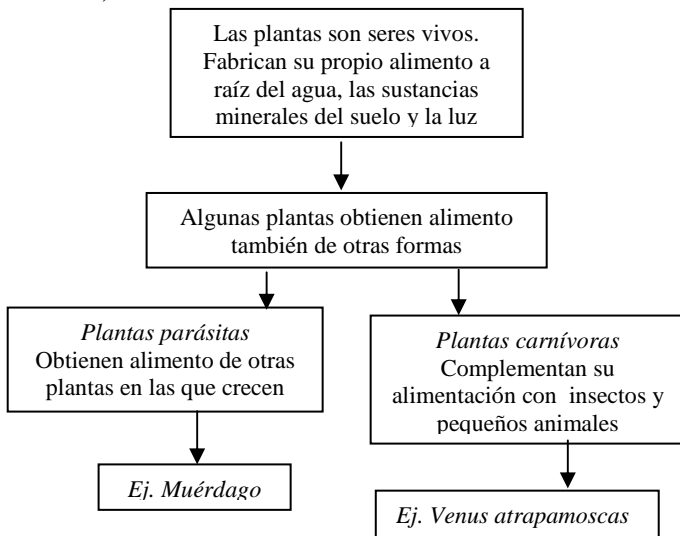 Las plantas son seres vivos.
Fabrican su propio alimento a
raíz del agua, las sustancias
minerales del suelo y la luz
Algunas plantas obtienen alimento
también de otras formas
Plantas parásitas
Obtienen alimento de otras
plantas en las que crecen
Plantas carnívoras
Complementan su
alimentación con insectos y
pequeños animales
Ej. Muérdago
Ej. Venus atrapamoscas